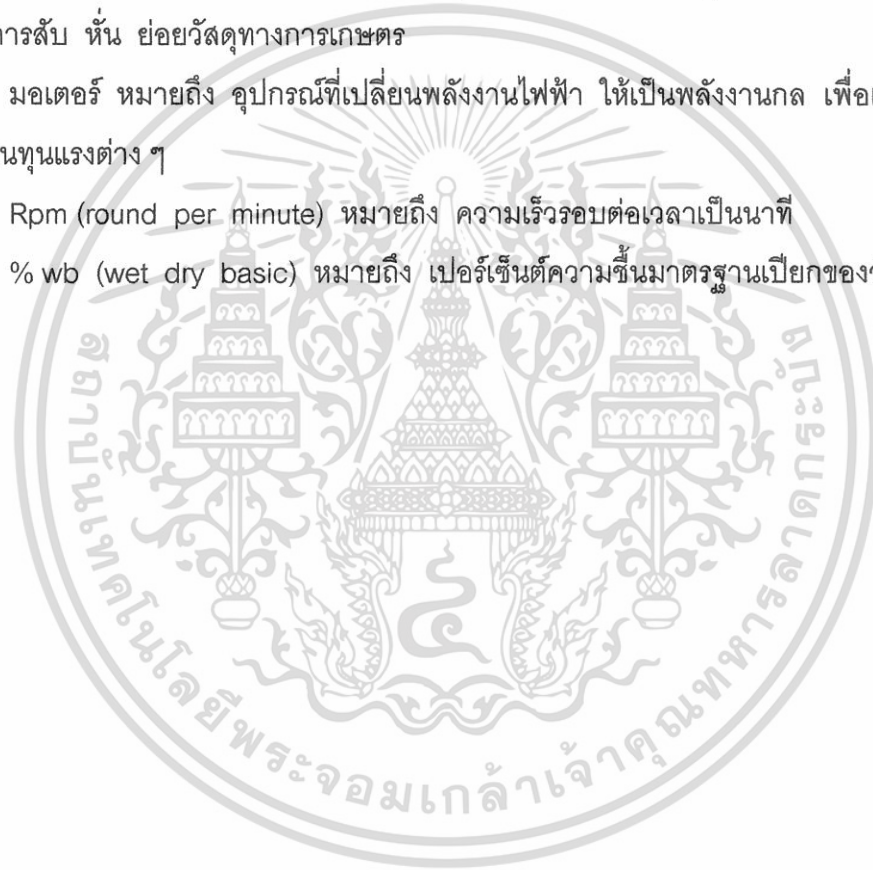 ารสับ หั่น ย่อยวัสดุทางการเกษตร
มอเตอร์ หมายถึง อุปกรณ์ที่เปลี่ยนพลังงานไฟฟ้า ให้เป็นพลังงานกล เพื่อ
นทุนแรงต่าง ๆ
Rpm (round per minute) หมายถึง ความเร็วรอบต่อเวลาเป็นนาที
% wb (wet dry basic) หมายถึง เปอร์เซ็นต์ความชื้นมาตรฐานเปียกของ
สถาบันเทคโนโลยีพระจอมเกล้าเจ้าคุณทหารลาดกระบัง